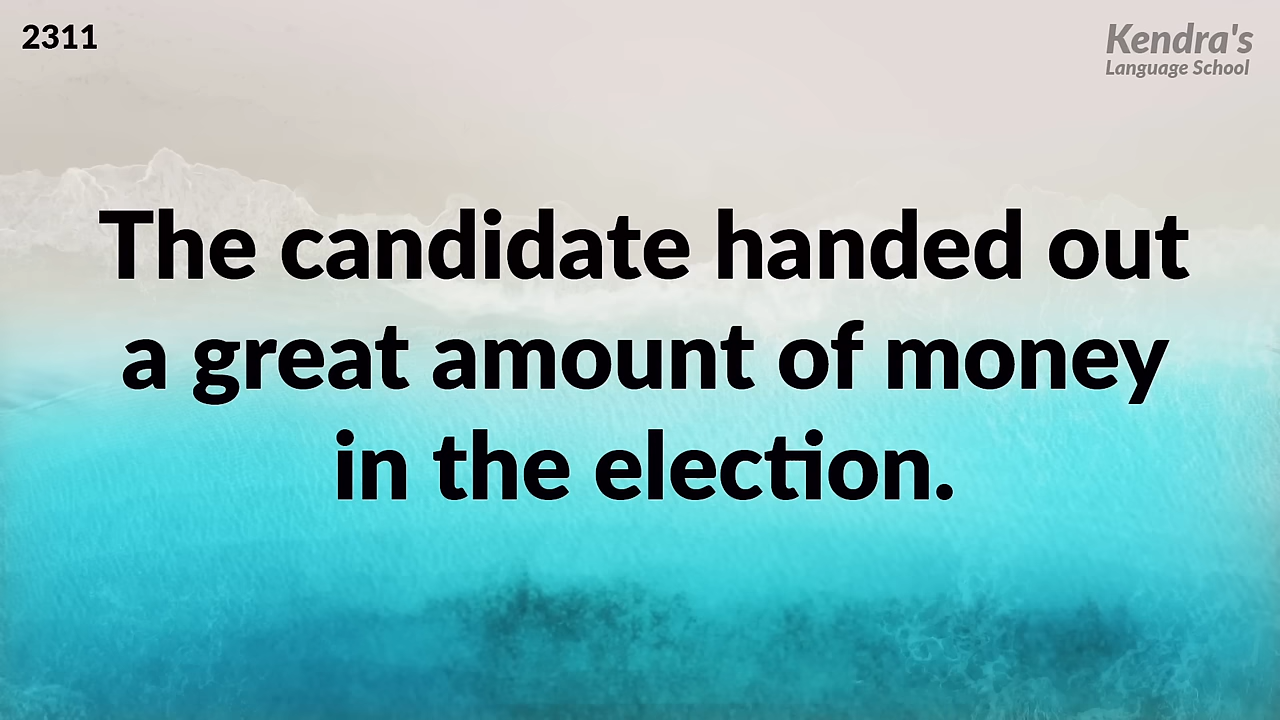 2311
Kendra's
Language School
The candidate handed out
a great amount of money
in the election.